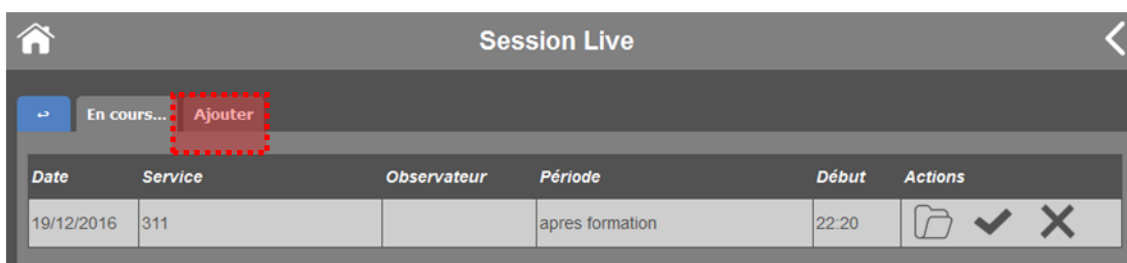 Session Live
En cours... Ajouter
Date Service Observateur Période Début Actions
19/12/2016 311 apres formation 22:20